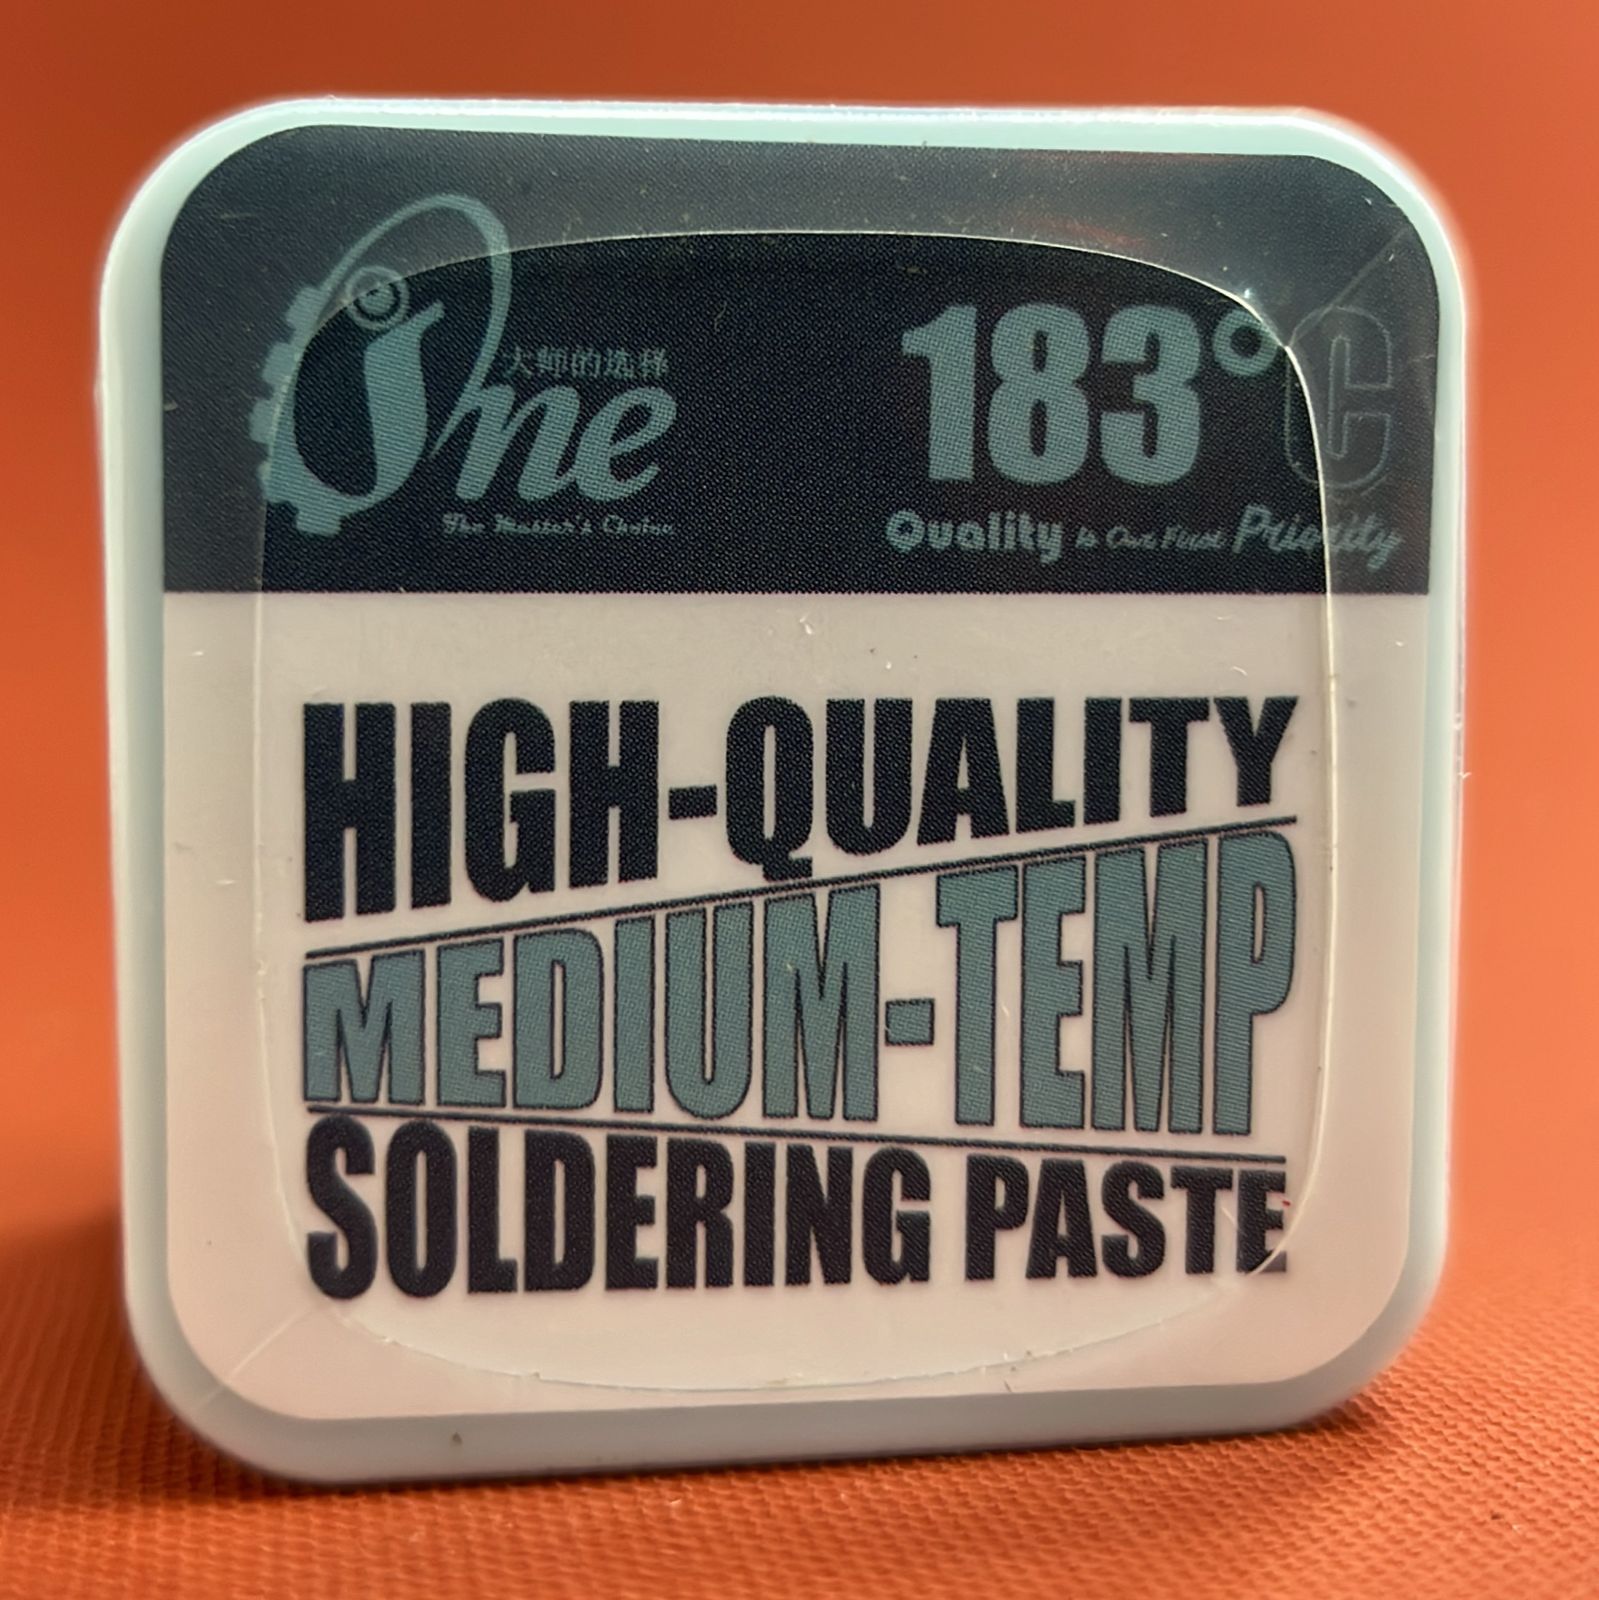 One
大师的选择
The Master's Choice
183°C
Quality is Our First Priority
HIGH-QUALITY
MEDIUM-TEMP
SOLDERING PASTE